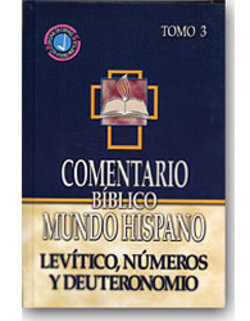 TOMO 3
COMENTARIO
BÍBLICO
MUNDO HISPANO
LEVÍTICO, NÚMEROS
Y DEUTERONOMIO